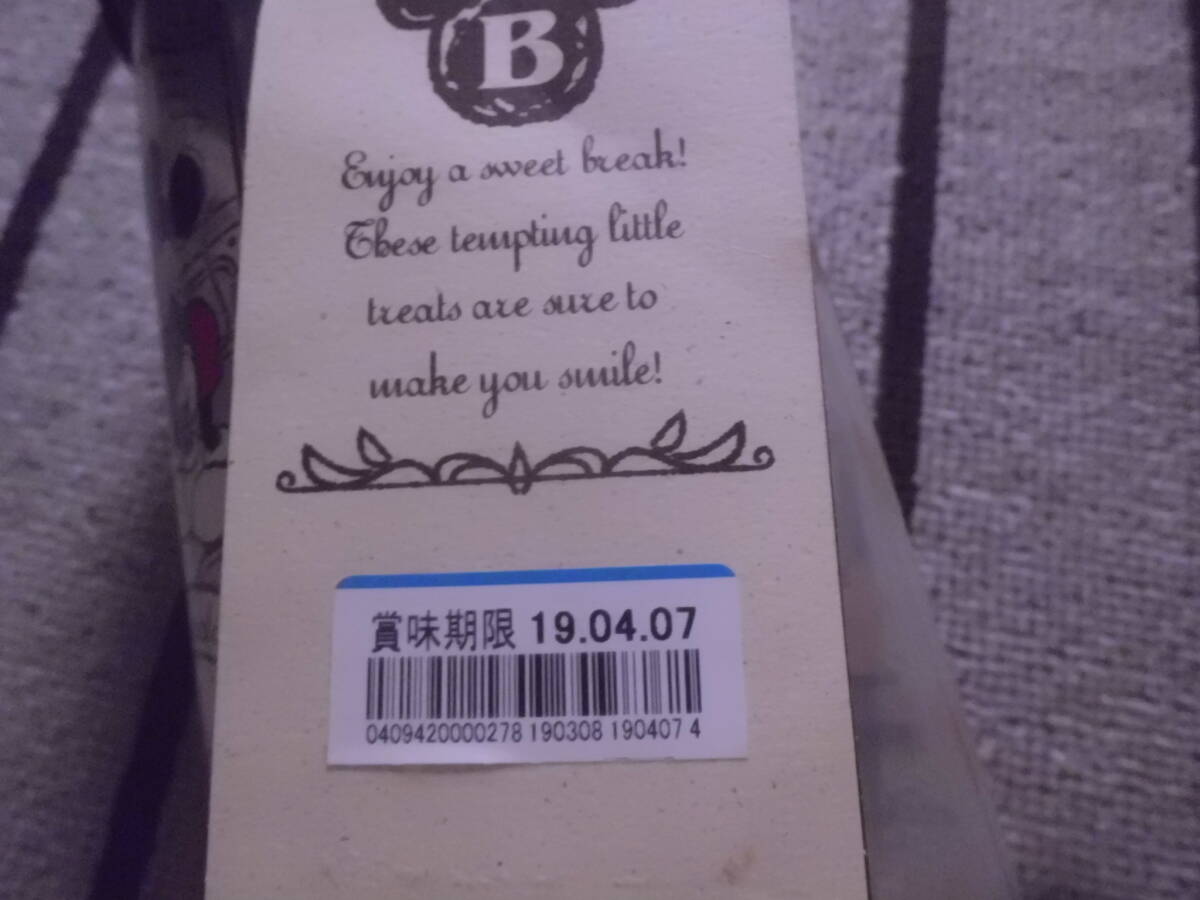 B
Enjoy a sweet break!
These tempting little
treats are sure to
make you smile!
賞味期限 19.04.07
0409420000278 190308 190407 4